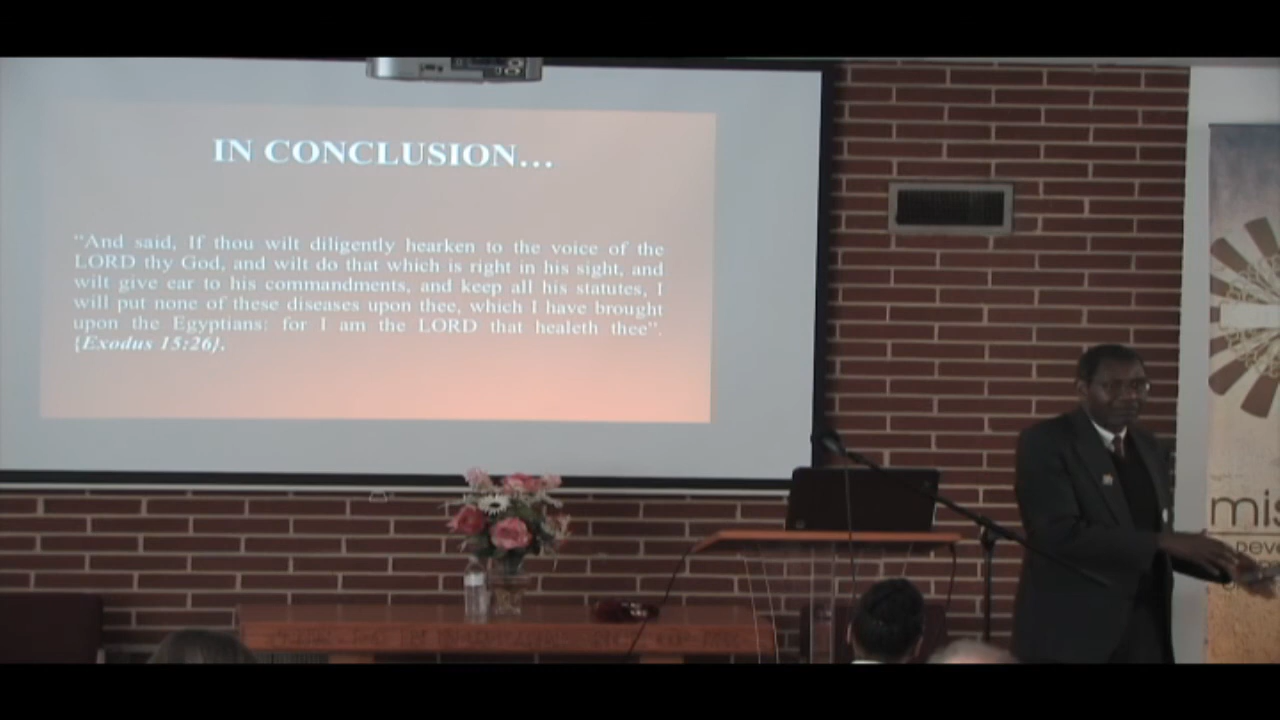 IN CONCLUSION...
"And said, If thou wilt diligently hearken to the voice of the
LORD thy God, and wilt do that which is right in his sight, and
wilt give ear to his commandments, and keep all his statutes, I
will put none of these diseases upon thee, which I have brought
upon the Egyptians: for I am the LORD that healeth thee".
{Exodus 15:26}.
mis